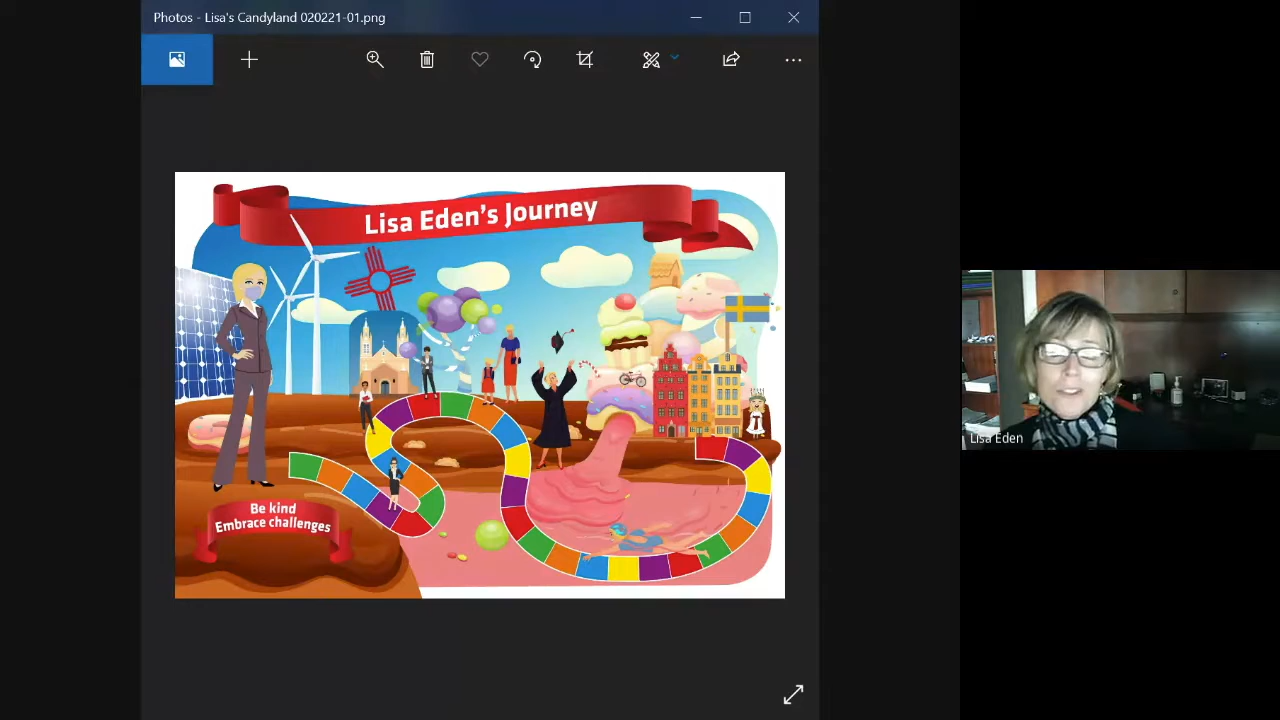 Photos - Lisa's Candyland 020221-01.png
Lisa Eden's Journey
Be kind
Embrace challenges
Lisa Eden